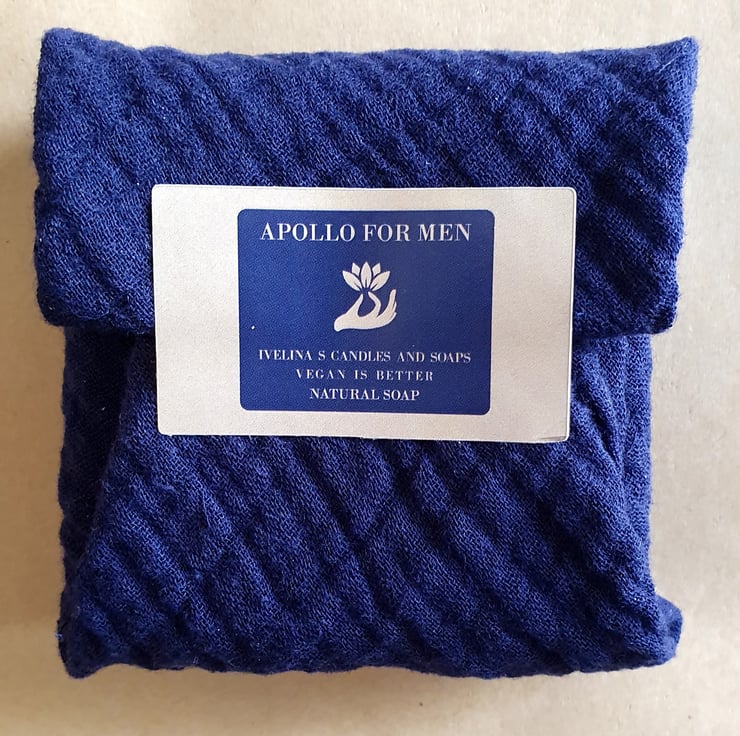 APOLLO FOR MEN
IVELINA S CANDLES AND SOAPS
VEGAN IS BETTER
NATURAL SOAP